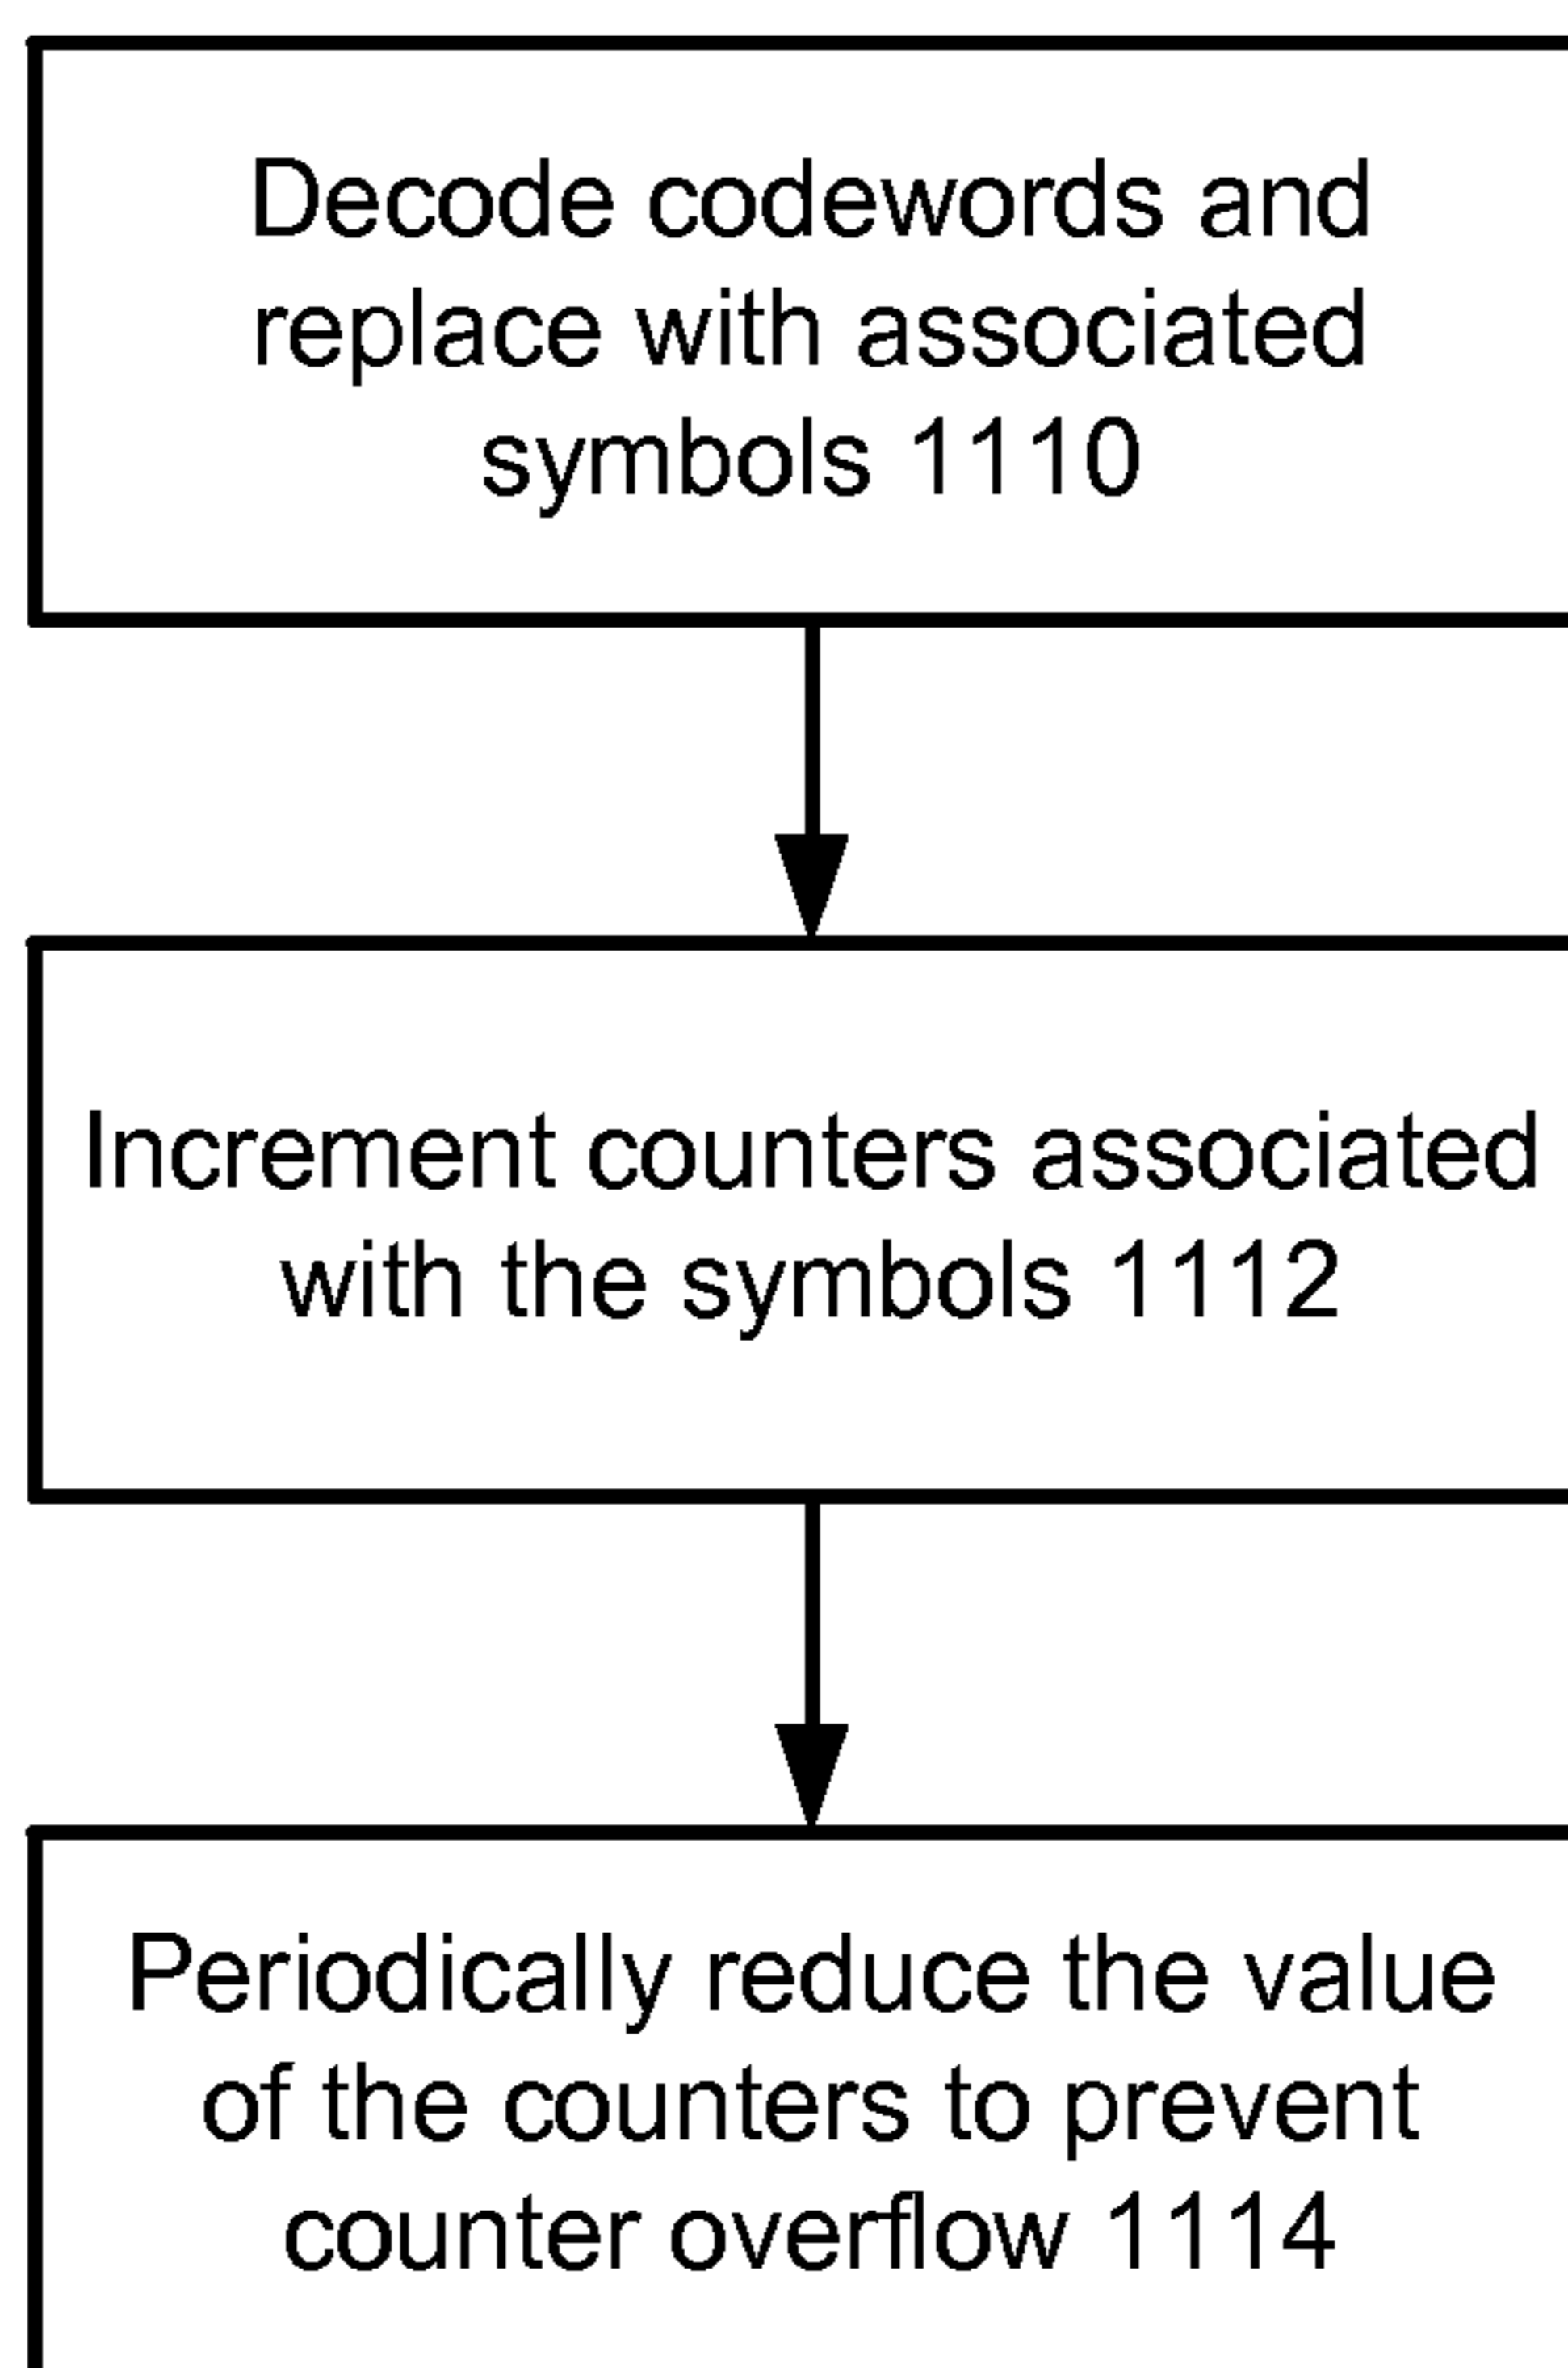 Decode codewords and
replace with associated
symbols 1110
Increment counters associated
with the symbols 1112
Periodically reduce the value
of the counters to prevent
counter overflow 1114